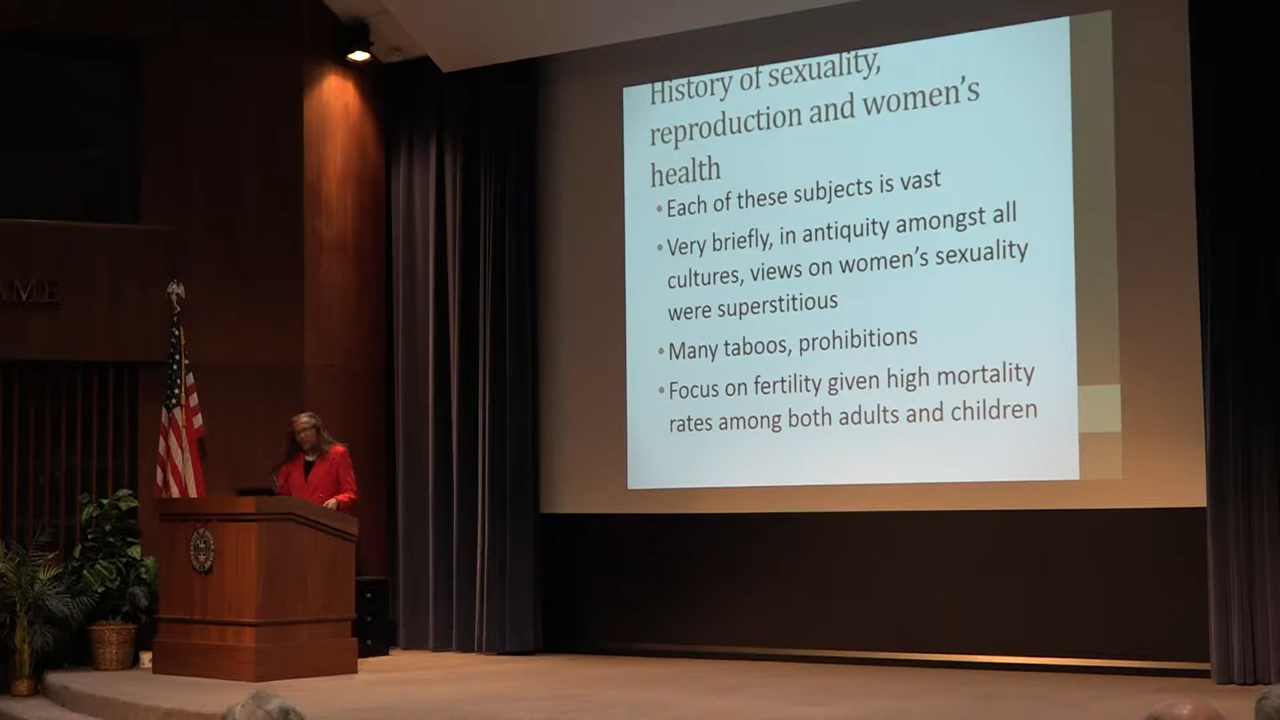 History of sexuality,
reproduction and women's
health
•Each of these subjects is vast
•Very briefly, in antiquity amongst all
cultures, views on women's sexuality
were superstitious
•Many taboos, prohibitions
•Focus on fertility given high mortality
rates among both adults and children
AME